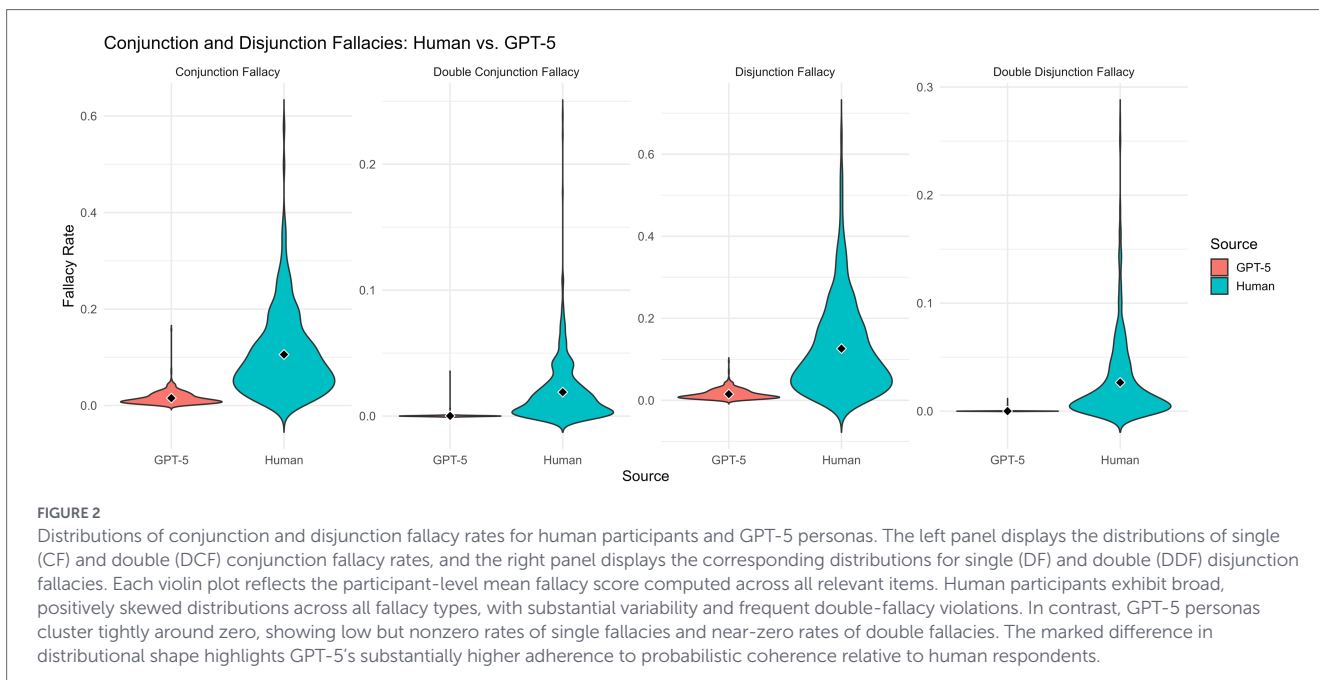 Conjunction and Disjunction Fallacies: Human vs. GPT-5
Conjunction Fallacy
Double Conjunction Fallacy
Disjunction Fallacy
Double Disjunction Fallacy
Fallacy Rate
0.6
0.4
0.2
0.0
0.2
0.1
0.0
0.6
0.4
0.2
0.0
0.3
0.2
0.1
0.0
GPT-5
Human
GPT-5
Human
GPT-5
Human
GPT-5
Human
Source
Source
GPT-5
Human
FIGURE 2
Distributions of conjunction and disjunction fallacy rates for human participants and GPT-5 personas. The left panel displays the distributions of single
(CF) and double (DCF) conjunction fallacy rates, and the right panel displays the corresponding distributions for single (DF) and double (DDF) disjunction
fallacies. Each violin plot reflects the participant-level mean fallacy score computed across all relevant items. Human participants exhibit broad,
positively skewed distributions across all fallacy types, with substantial variability and frequent double-fallacy violations. In contrast, GPT-5 personas
cluster tightly around zero, showing low but nonzero rates of single fallacies and near-zero rates of double fallacies. The marked difference in
distributional shape highlights GPT-5's substantially higher adherence to probabilistic coherence relative to human respondents.